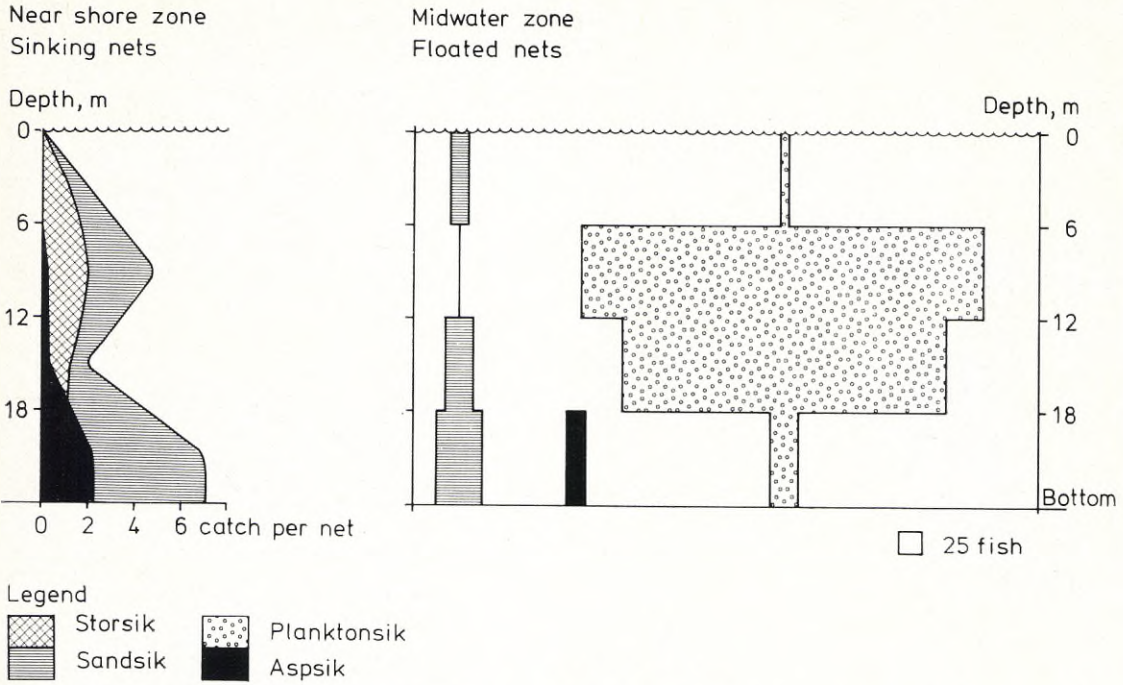 Near shore zone
Sinking nets
Midwater zone
Floated nets
Depth, m
0
6
12
18
0 2 4 6 catch per net
Depth, m
0
6
12
18
Bottom
25 fish
Legend
Storsik
Sandsik
Planktonsik
Aspsik